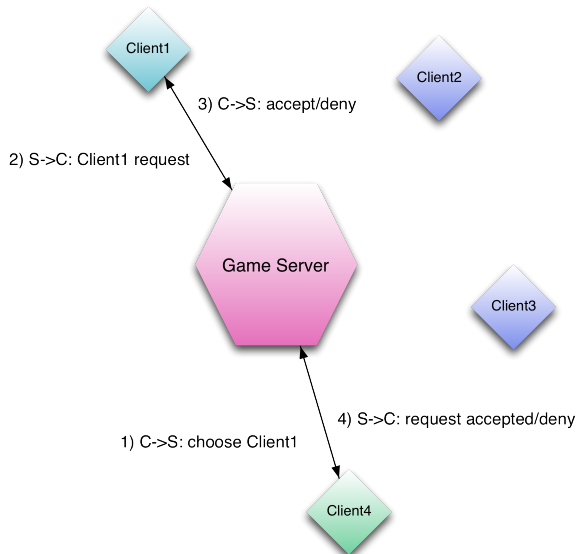 Client1
Client2
3) C->S: accept/deny
2) S->C: Client1 request
Game Server
Client3
4) S->C: request accepted/deny
1) C->S: choose Client1
Client4